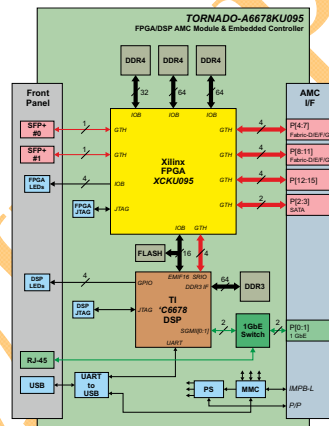 TORNADO-A6678KU095
FPGA/DSP AMC Module & Embedded Controller
DDR4
DDR4
DDR4
32
64
64
Front
Panel
AMC
I/F
IOB
IOB
IOB
SFP+
#0
1
GTH
GTH
4
P[4:7]
Fabric-D/E/F/G
SFP+
#1
1
GTH
GTH
4
P[8:11]
Fabric-D/E/F/G
Xilinx
FPGA
XCKU095
FPGA
LEDs
4
IOB
GTH
4
P[12:15]
FPGA
JTAG
JTAG
GTH
2
P[2:3]
SATA
IOB
GTH
FLASH
16
4
EMIF16
SRIO
DSP
LEDs
4
GPIO
DDR3 I/F
64
DDR3
TI
'C6678
DSP
DSP
JTAG
JTAG
SGMII[0:1]
2
1GbE
Switch
2
P[0:1]
1 GbE
UART
RJ-45
USB
UART
to
USB
PS
MMC
IMPB-L
P/P